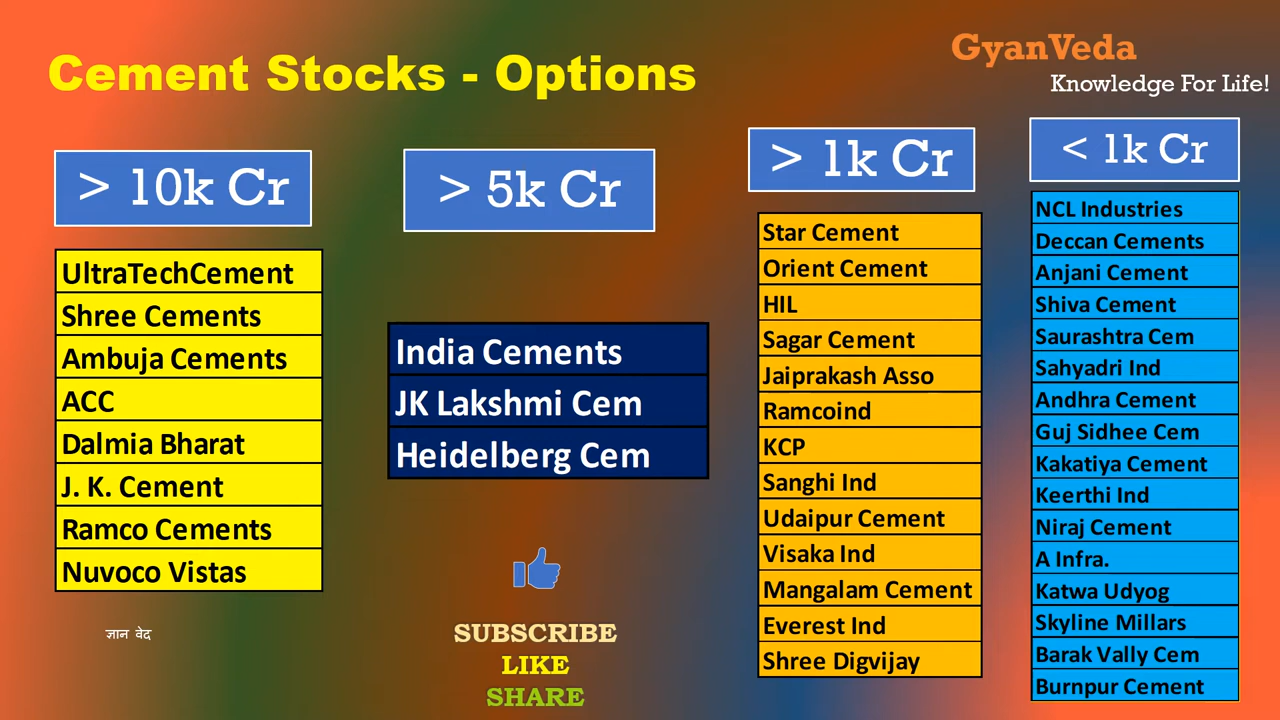 Cement Stocks - Options
GyanVeda
Knowledge For Life!
> 10k Cr
UltraTechCement
Shree Cements
Ambuja Cements
ACC
Dalmia Bharat
J. K. Cement
Ramco Cements
Nuvoco Vistas
ज्ञान वेद
> 5k Cr
India Cements
JK Lakshmi Cem
Heidelberg Cem
SUBSCRIBE
LIKE
SHARE
> 1k Cr
Star Cement
Orient Cement
HIL
Sagar Cement
Jaiprakash Asso
Ramcoind
KCP
Sanghi Ind
Udaipur Cement
Visaka Ind
Mangalam Cement
Everest Ind
Shree Digvijay
< 1k Cr
NCL Industries
Deccan Cements
Anjani Cement
Shiva Cement
Saurashtra Cem
Sahyadri Ind
Andhra Cement
Guj Sidhee Cem
Kakatiya Cement
Keerthi Ind
Niraj Cement
A Infra.
Katwa Udyog
Skyline Millars
Barak Vally Cem
Burnpur Cement